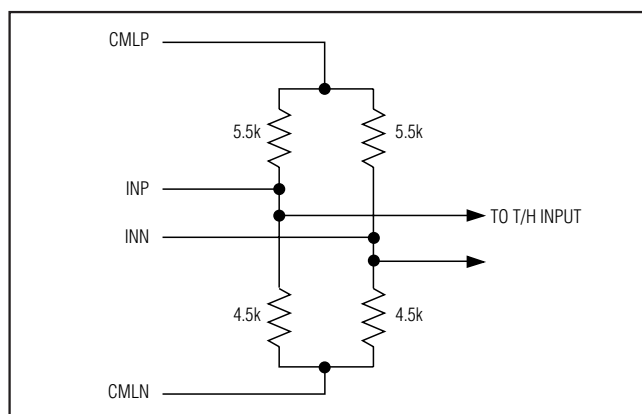 CMLP
5.5k
5.5k
INP
TO T/H INPUT
INN
4.5k
4.5k
CMLN